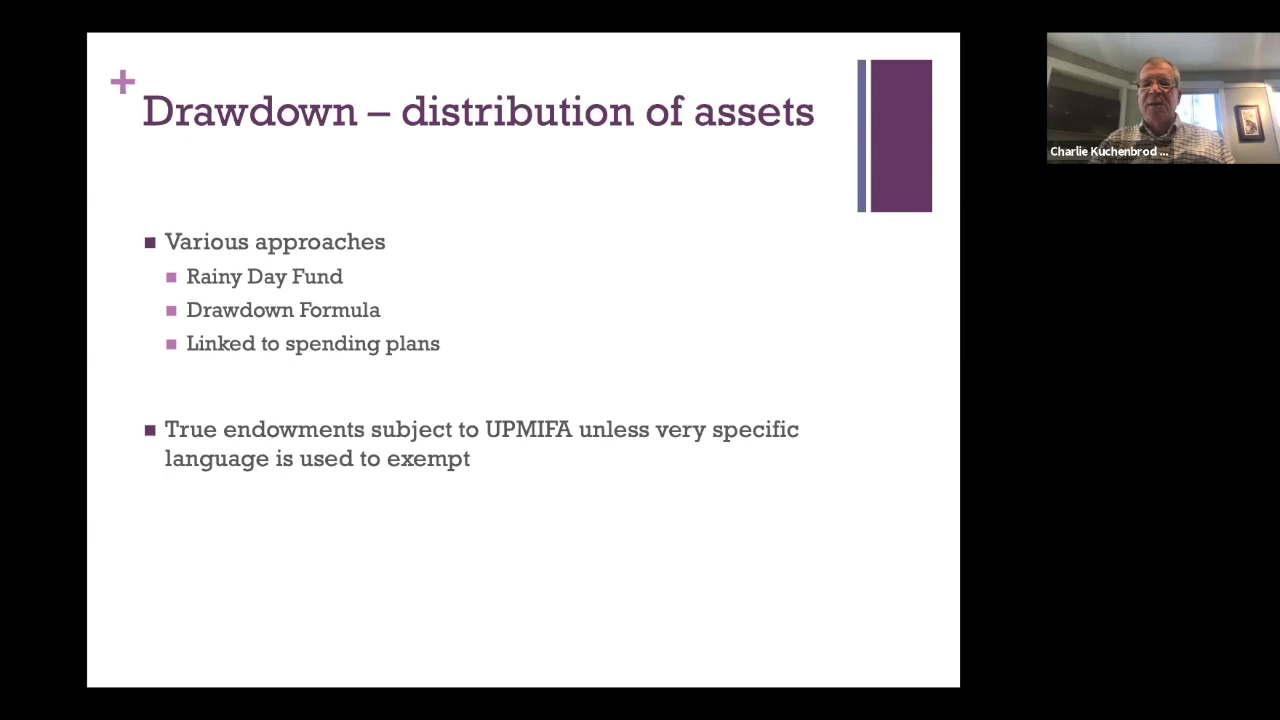 +
Drawdown – distribution of assets
Various approaches
Rainy Day Fund
Drawdown Formula
Linked to spending plans
True endowments subject to UPMIFA unless very specific
language is used to exempt
Charlie Kuchenbrod ...